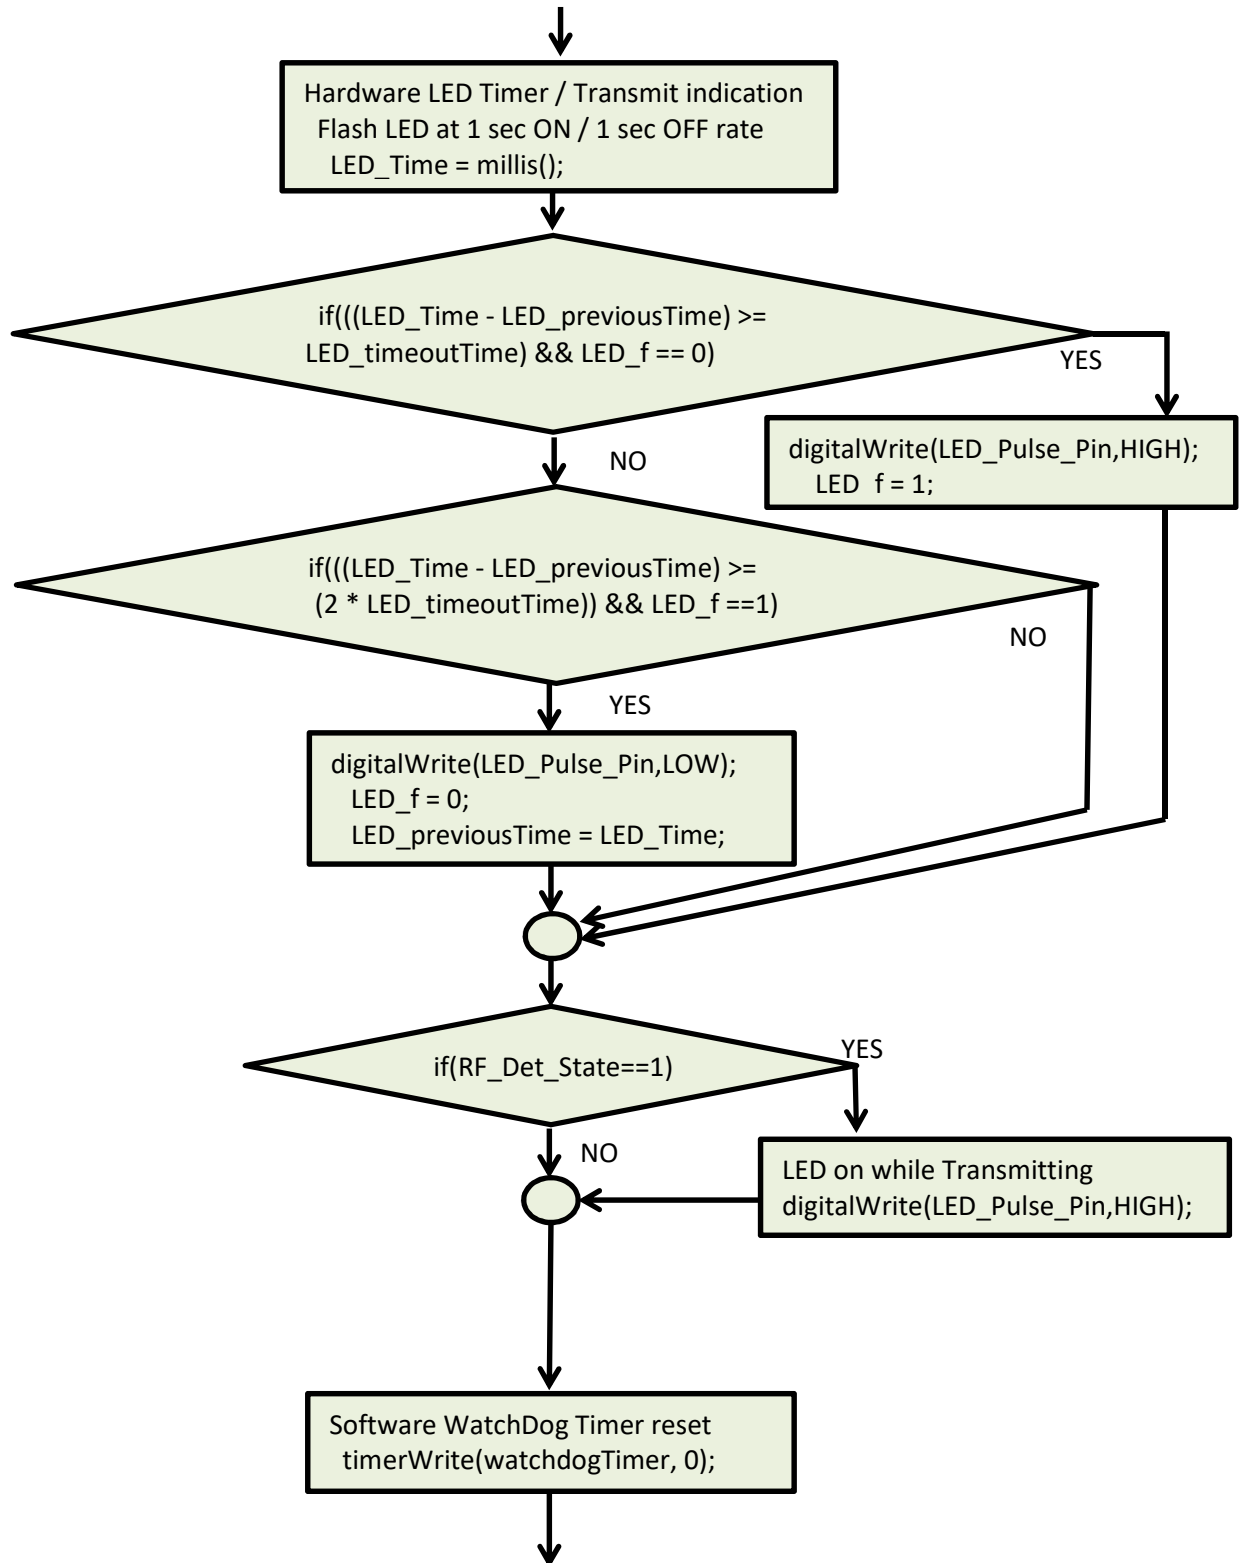 Hardware LED Timer / Transmit indication
Flash LED at 1 sec ON / 1 sec OFF rate
LED_Time = millis();
if(((LED_Time - LED_previousTime) >=
LED_timeoutTime) && LED_f == 0)
YES
digitalWrite(LED_Pulse_Pin,HIGH);
LED f = 1;
NO
if(((LED_Time - LED_previousTime) >=
(2 * LED_timeoutTime)) && LED_f ==1)
NO
YES
digitalWrite(LED_Pulse_Pin,LOW);
LED_f = 0;
LED_previousTime = LED_Time;
if(RF_Det_State==1)
YES
NO
LED on while Transmitting
digitalWrite(LED_Pulse_Pin,HIGH);
Software WatchDog Timer reset
timerWrite(watchdogTimer, 0);